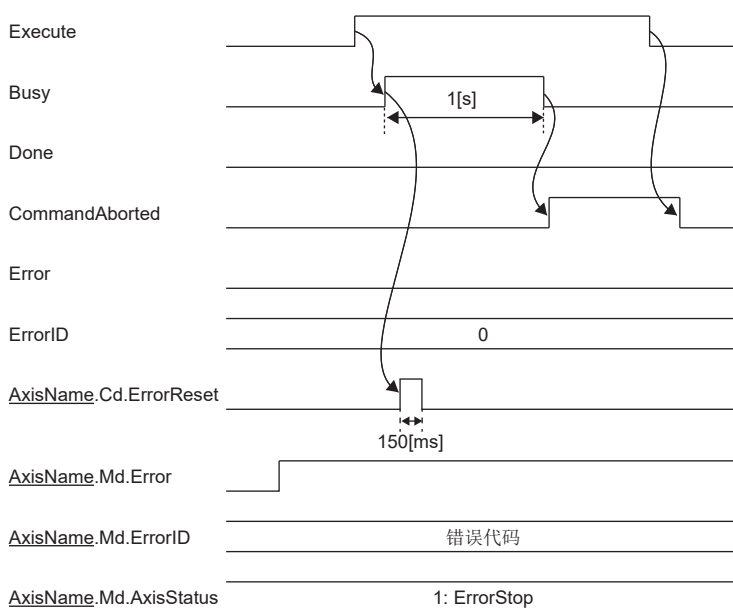 Execute
Busy
1[s]
Done
CommandAborted
Error
ErrorID
0
AxisName.Cd.ErrorReset
150[ms]
AxisName.Md.Error
AxisName.Md.ErrorID
错误代码
AxisName.Md.AxisStatus
1: ErrorStop